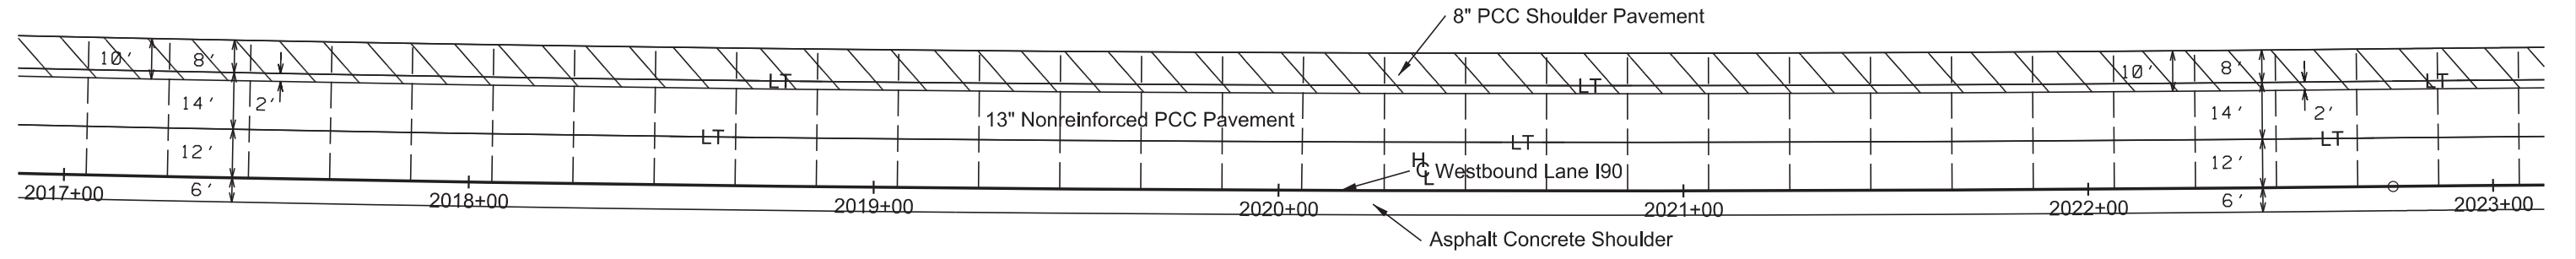 8" PCC Shoulder Pavement
10' 8' 10' 8'
LT LT LT
14' 2' 14' 2'
13" Nonreinforced PCC Pavement
LT LT LT
12' 12'
H
℄ Westbound Lane I90
L
6' 6'
2017+00 2018+00 2019+00 2020+00 2021+00 2022+00 2023+00
Asphalt Concrete Shoulder